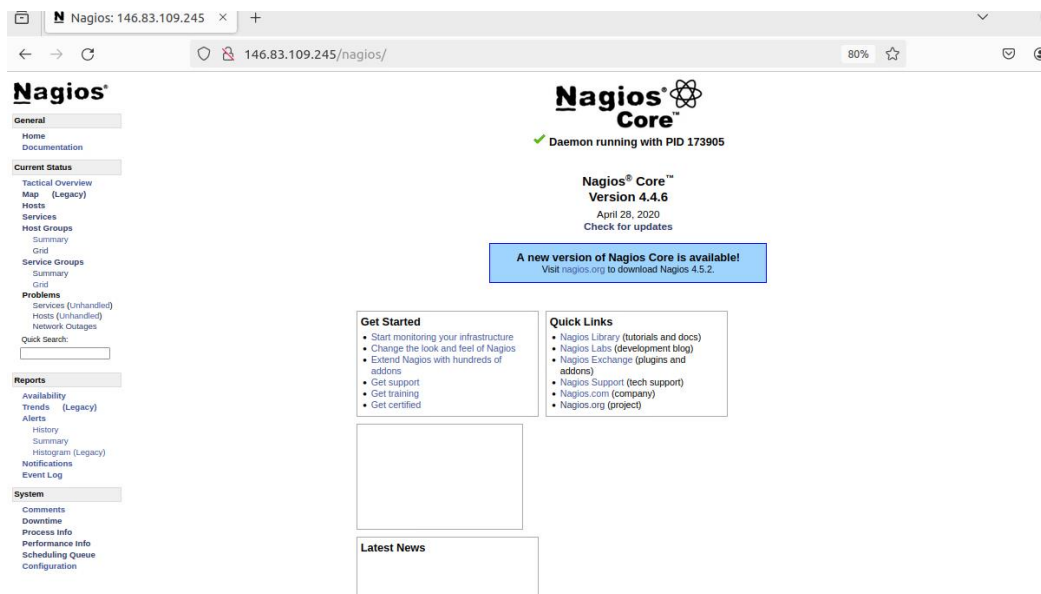 Nagios: 146.83.109.245
146.83.109.245/nagios/
80%
Nagios®
General
Home
Documentation
Current Status
Tactical Overview
Map (Legacy)
Hosts
Services
Host Groups
Summary
Grid
Service Groups
Summary
Grid
Problems
Services (Unhandled)
Hosts (Unhandled)
Network Outages
Quick Search:
Reports
Availability
Trends (Legacy)
Alerts
History
Summary
Histogram (Legacy)
Notifications
Event Log
System
Comments
Downtime
Process Info
Performance Info
Scheduling Queue
Configuration
Nagios®
Core™
Daemon running with PID 173905
Nagios® Core™
Version 4.4.6
April 28, 2020
Check for updates
A new version of Nagios Core is available!
Visit nagios.org to download Nagios 4.5.2.
Get Started
• Start monitoring your infrastructure
• Change the look and feel of Nagios
• Extend Nagios with hundreds of
addons
• Get support
• Get training
• Get certified
Quick Links
• Nagios Library (tutorials and docs)
• Nagios Labs (development blog)
• Nagios Exchange (plugins and
addons)
• Nagios Support (tech support)
• Nagios.com (company)
• Nagios.org (project)
Latest News